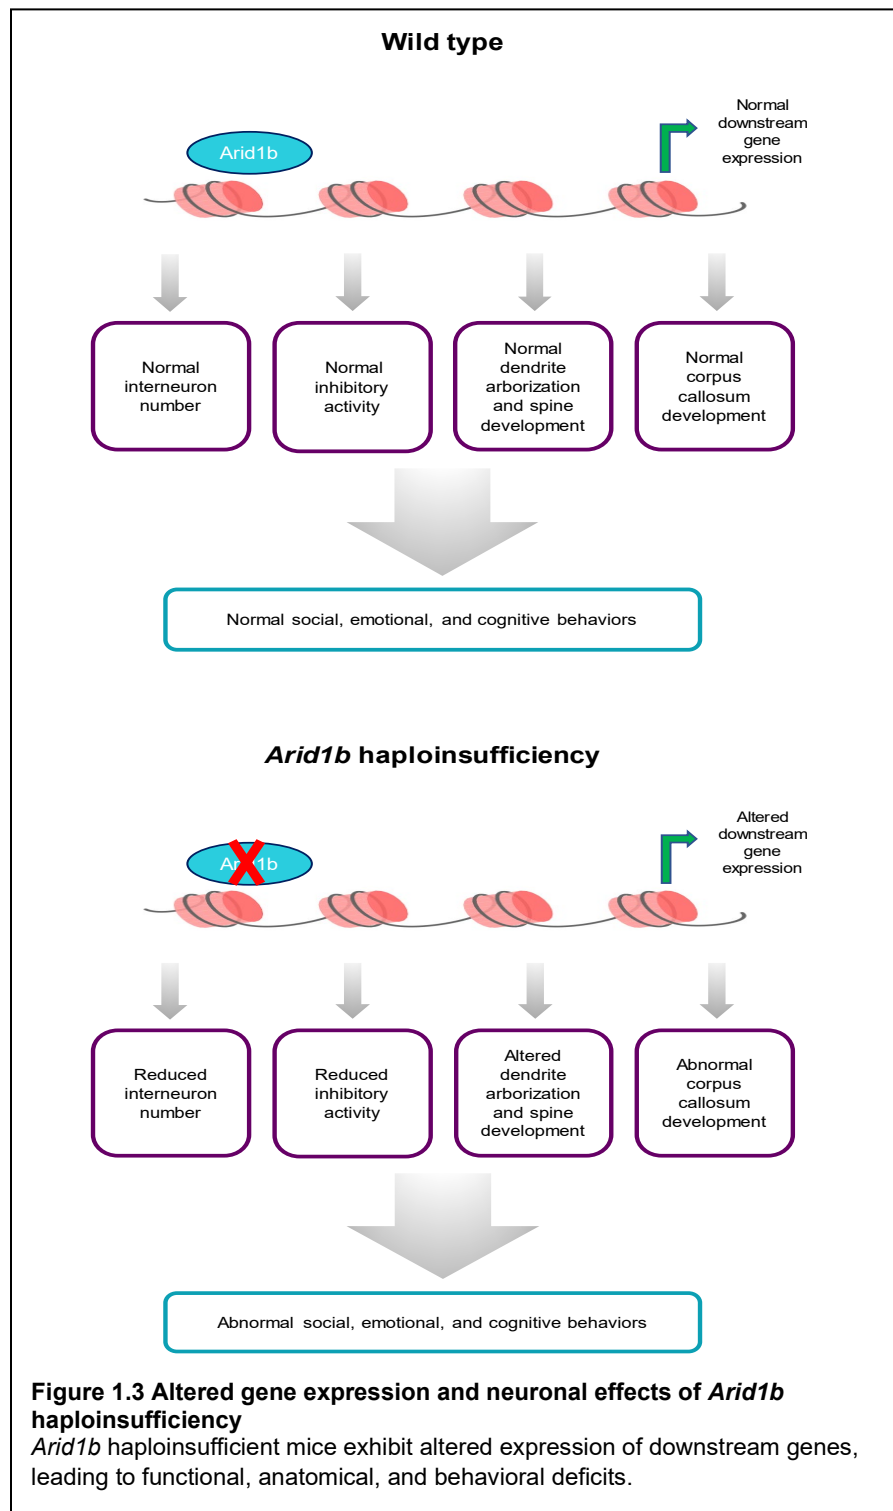 Wild type
Arid1b
Normal
downstream
gene
expression
Normal
interneuron
number
Normal
inhibitory
activity
Normal
dendrite
arborization
and spine
development
Normal
corpus
callosum
development
Normal social, emotional, and cognitive behaviors
Arid1b haploinsufficiency
Arid1b
Altered
downstream
gene
expression
Reduced
interneuron
number
Reduced
inhibitory
activity
Altered
dendrite
arborization
and spine
development
Abnormal
corpus
callosum
development
Abnormal social, emotional, and cognitive behaviors
Figure 1.3 Altered gene expression and neuronal effects of Arid1b
haploinsufficiency
Arid1b haploinsufficient mice exhibit altered expression of downstream genes,
leading to functional, anatomical, and behavioral deficits.